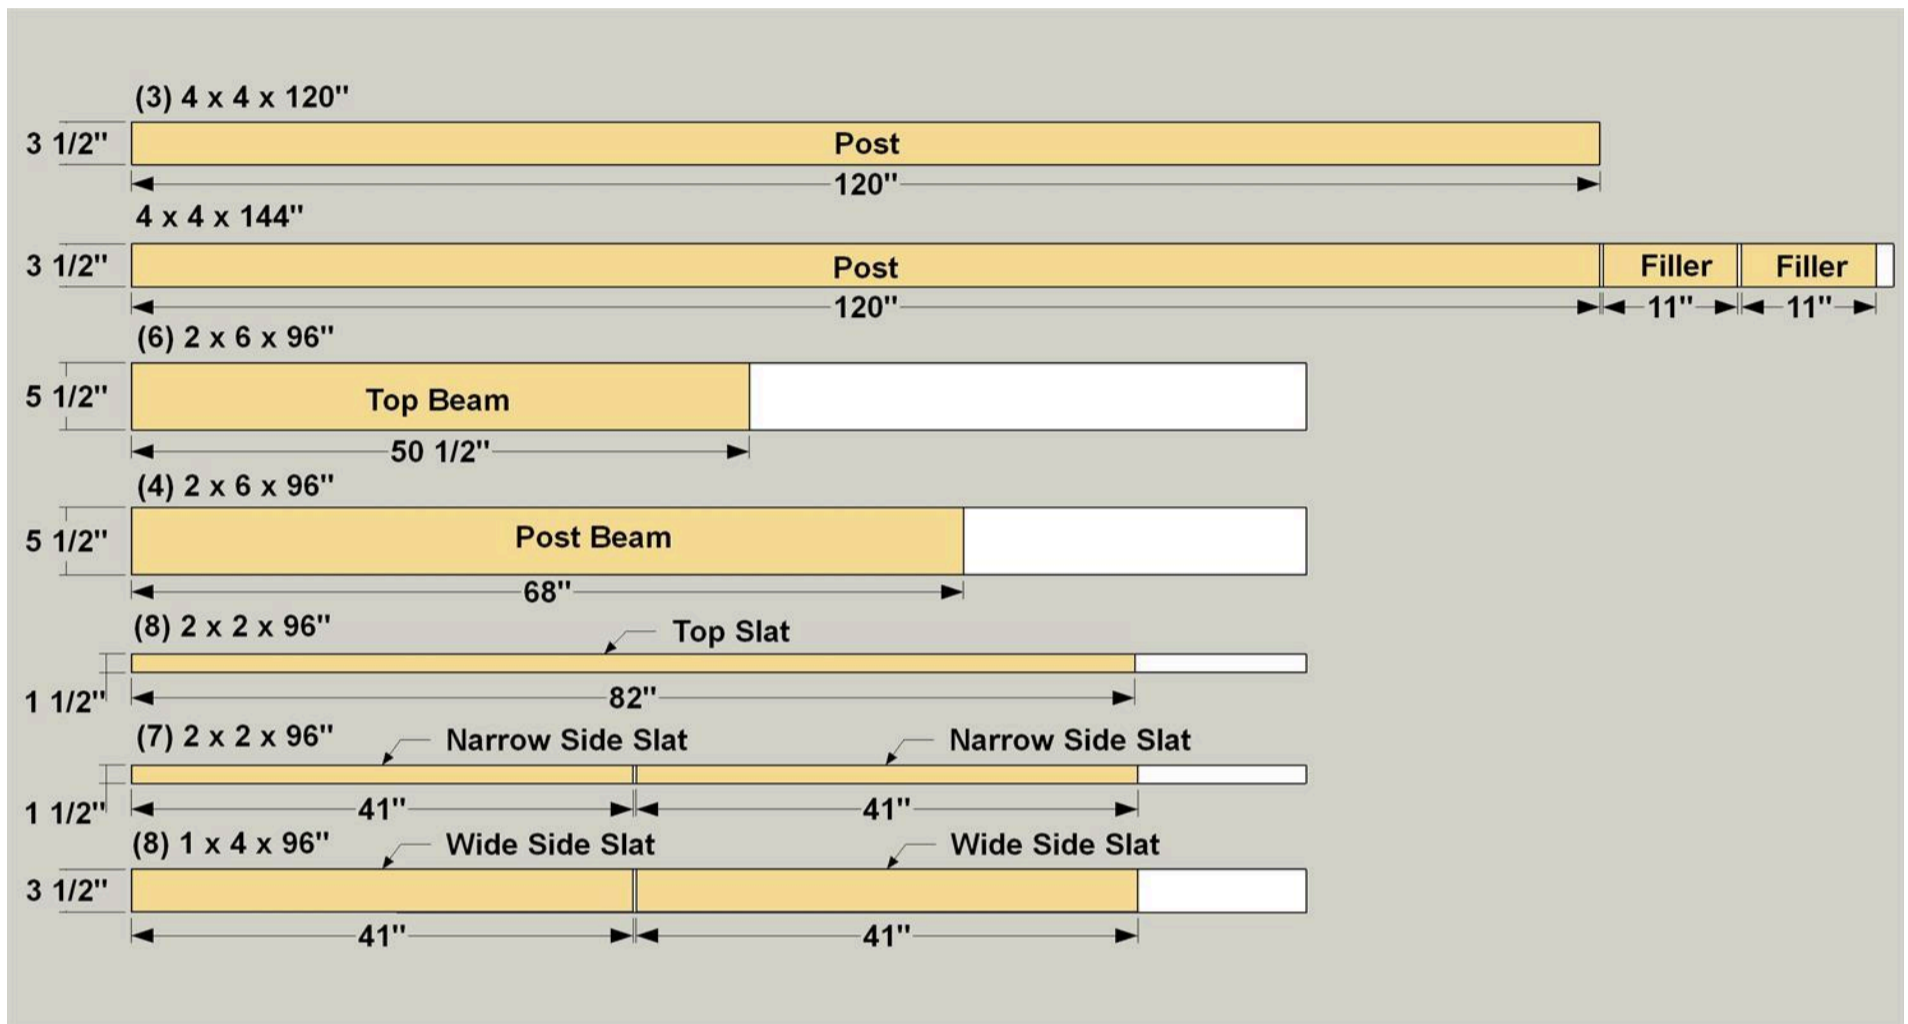 (3) 4 x 4 x 120"
3 1/2"
Post
120"
4 x 4 x 144"
3 1/2"
Post
Filler
Filler
120"
11"
11"
(6) 2 x 6 x 96"
5 1/2"
Top Beam
50 1/2"
(4) 2 x 6 x 96"
5 1/2"
Post Beam
68"
(8) 2 x 2 x 96"
Top Slat
1 1/2"
82"
(7) 2 x 2 x 96"
Narrow Side Slat
Narrow Side Slat
1 1/2"
41"
41"
(8) 1 x 4 x 96"
Wide Side Slat
Wide Side Slat
3 1/2"
41"
41"